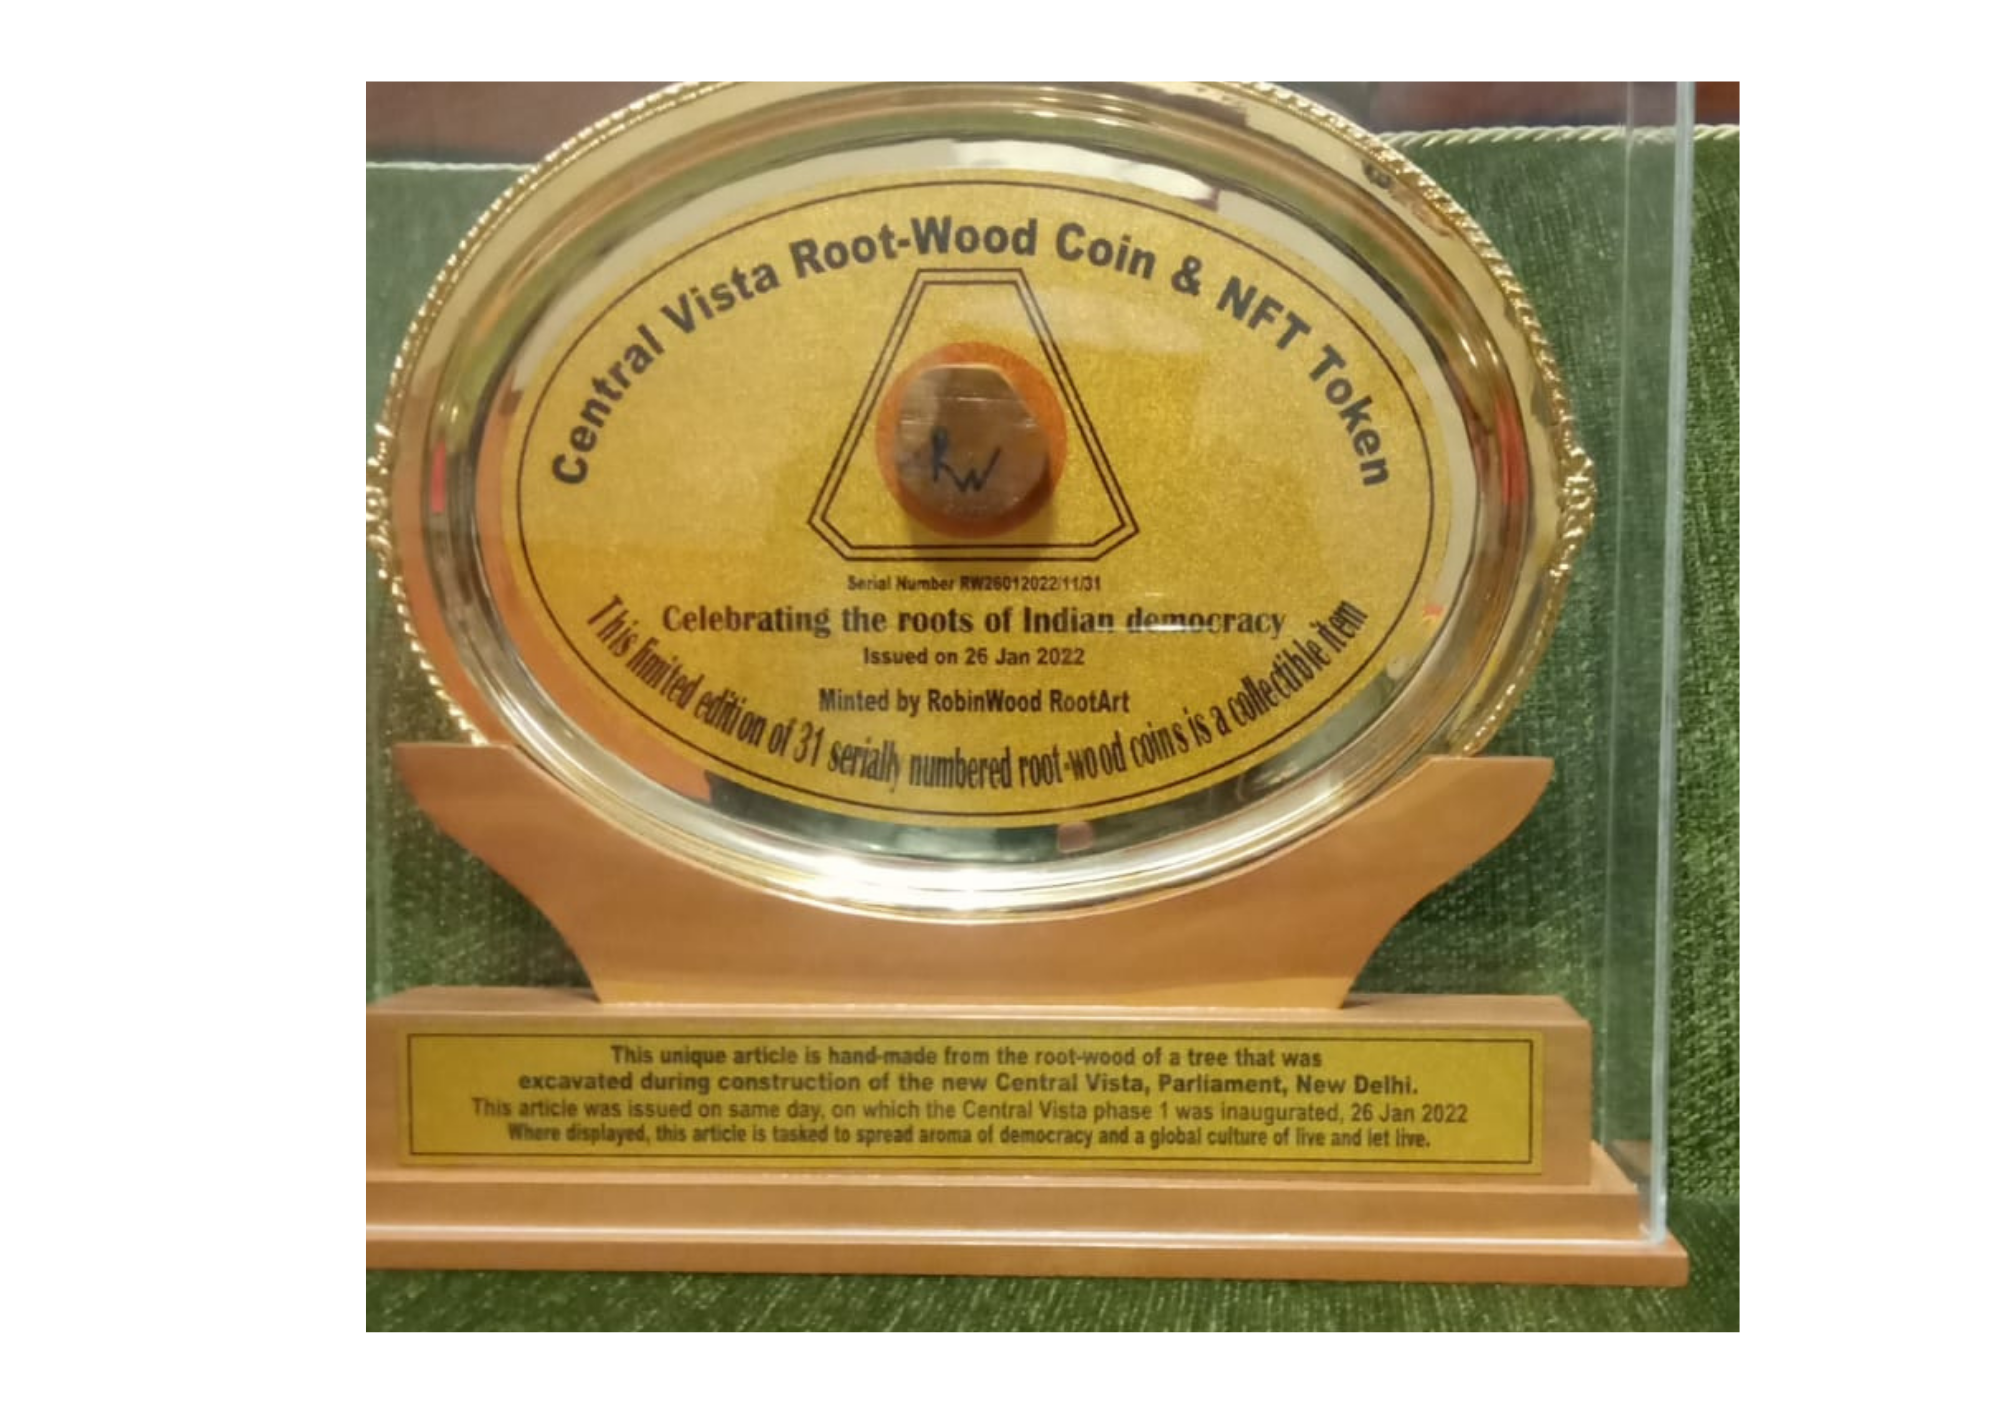 Central Vista Root-Wood Coin & NFT Token
RW
Serial Number RW26012022/11/31
Celebrating the roots of Indian democracy
Issued on 26 Jan 2022
Minted by RobinWood RootArt
This limited edition of 31 serially numbered root-wood coins is a collectible item
This unique article is hand-made from the root-wood of a tree that was
excavated during construction of the new Central Vista, Parliament, New Delhi.
This article was issued on same day, on which the Central Vista phase 1 was inaugurated, 26 Jan 2022
Where displayed, this article is tasked to spread aroma of democracy and a global culture of live and let live.